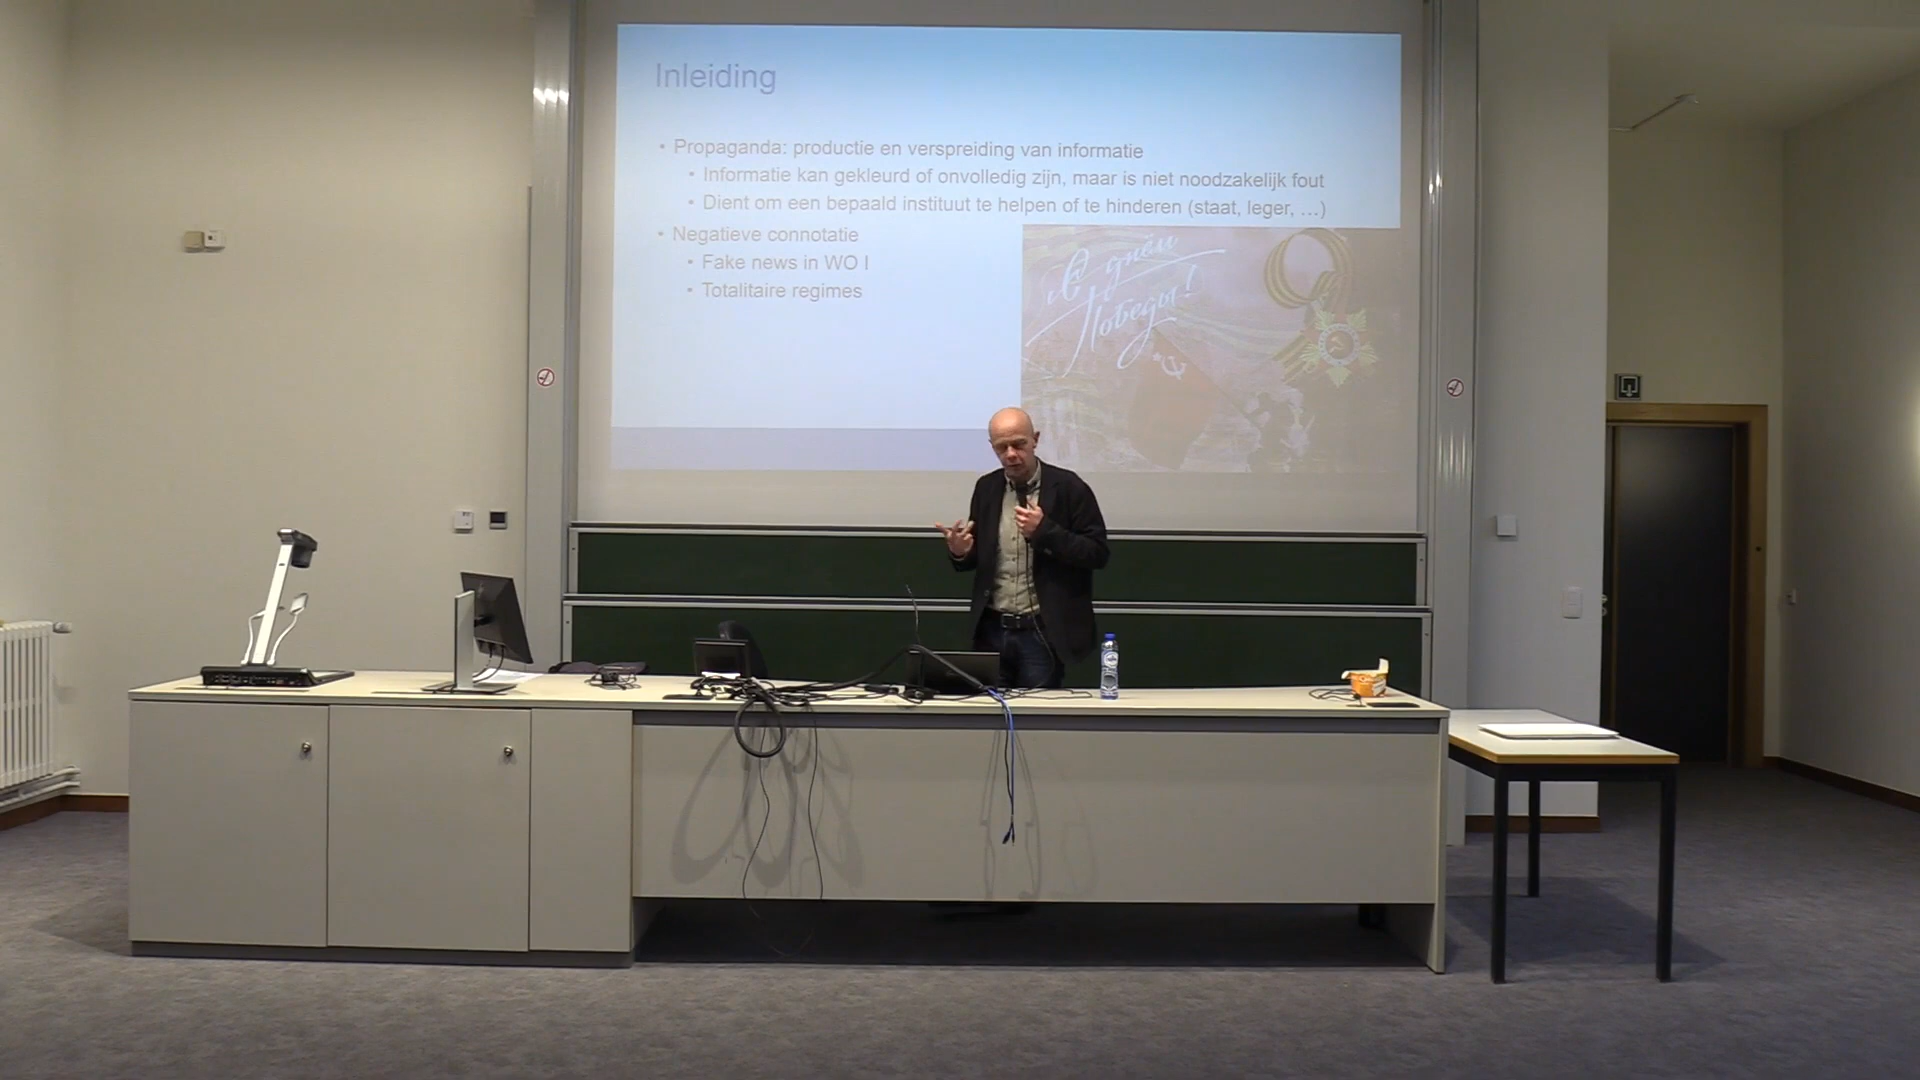 Inleiding
• Propaganda: productie en verspreiding van informatie
• Informatie kan gekleurd of onvolledig zijn, maar is niet noodzakelijk fout
• Dient om een bepaald instituut te helpen of te hinderen (staat, leger, ...)
• Negatieve connotatie
• Fake news in WO I
• Totalitaire regimes
С днём
Победы!